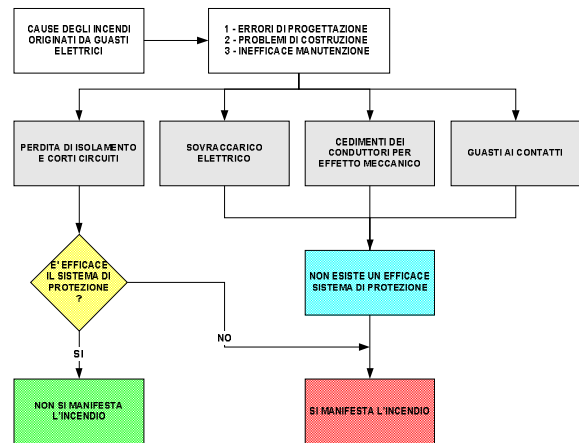 CAUSE DEGLI INCENDI
ORIGINATI DA GUASTI
ELETTRICI
1 - ERRORI DI PROGETTAZIONE
2 - PROBLEMI DI COSTRUZIONE
3 - INEFFICACE MANUTENZIONE
PERDITA DI ISOLAMENTO
E CORTI CIRCUITI
SOVRACCARICO
ELETTRICO
CEDIMENTI DEI
CONDUTTORI PER
EFFETTO MECCANICO
GUASTI AI CONTATTI
E' EFFICACE
IL SISTEMA DI
PROTEZIONE
?
NON ESISTE UN EFFICACE
SISTEMA DI PROTEZIONE
NO
SI
NON SI MANIFESTA
L'INCENDIO
SI MANIFESTA L'INCENDIO